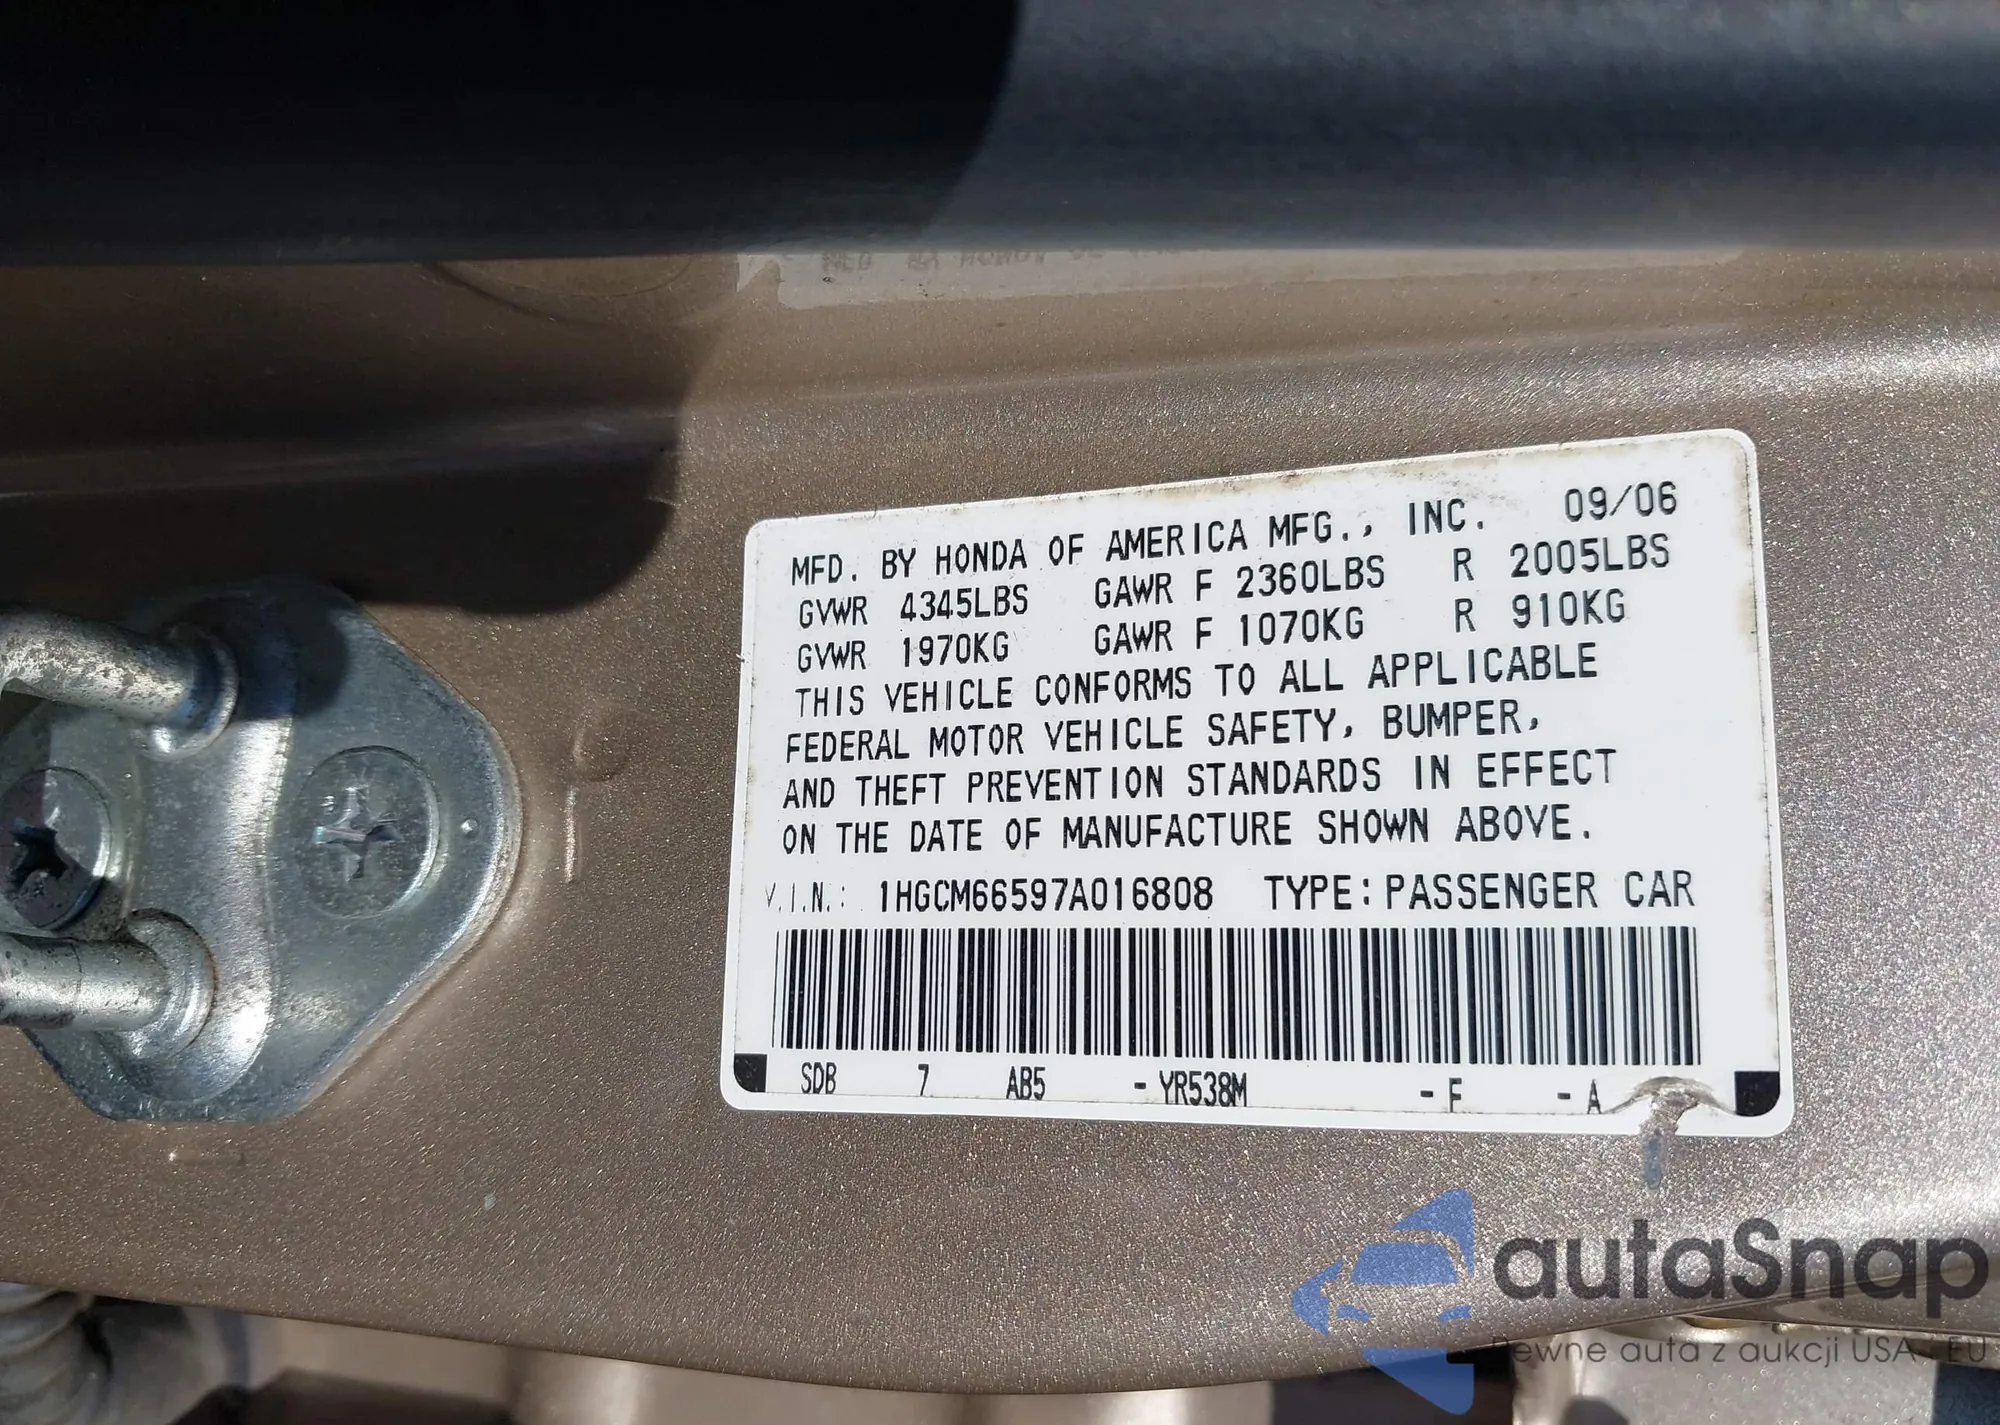 MFD. BY HONDA OF AMERICA MFG., INC. 09/06
GVWR 4345LBS GAWR F 2360LBS R 2005LBS
GVWR 1970KG GAWR F 1070KG R 910KG
THIS VEHICLE CONFORMS TO ALL APPLICABLE
FEDERAL MOTOR VEHICLE SAFETY, BUMPER,
AND THEFT PREVENTION STANDARDS IN EFFECT
ON THE DATE OF MANUFACTURE SHOWN ABOVE.
V.I.N.: 1HGCM66597A016808 TYPE:PASSENGER CAR
SDB 7 AB5 -YR538M -F -A
autaSnap
Pewne auta z aukcji USA i EU